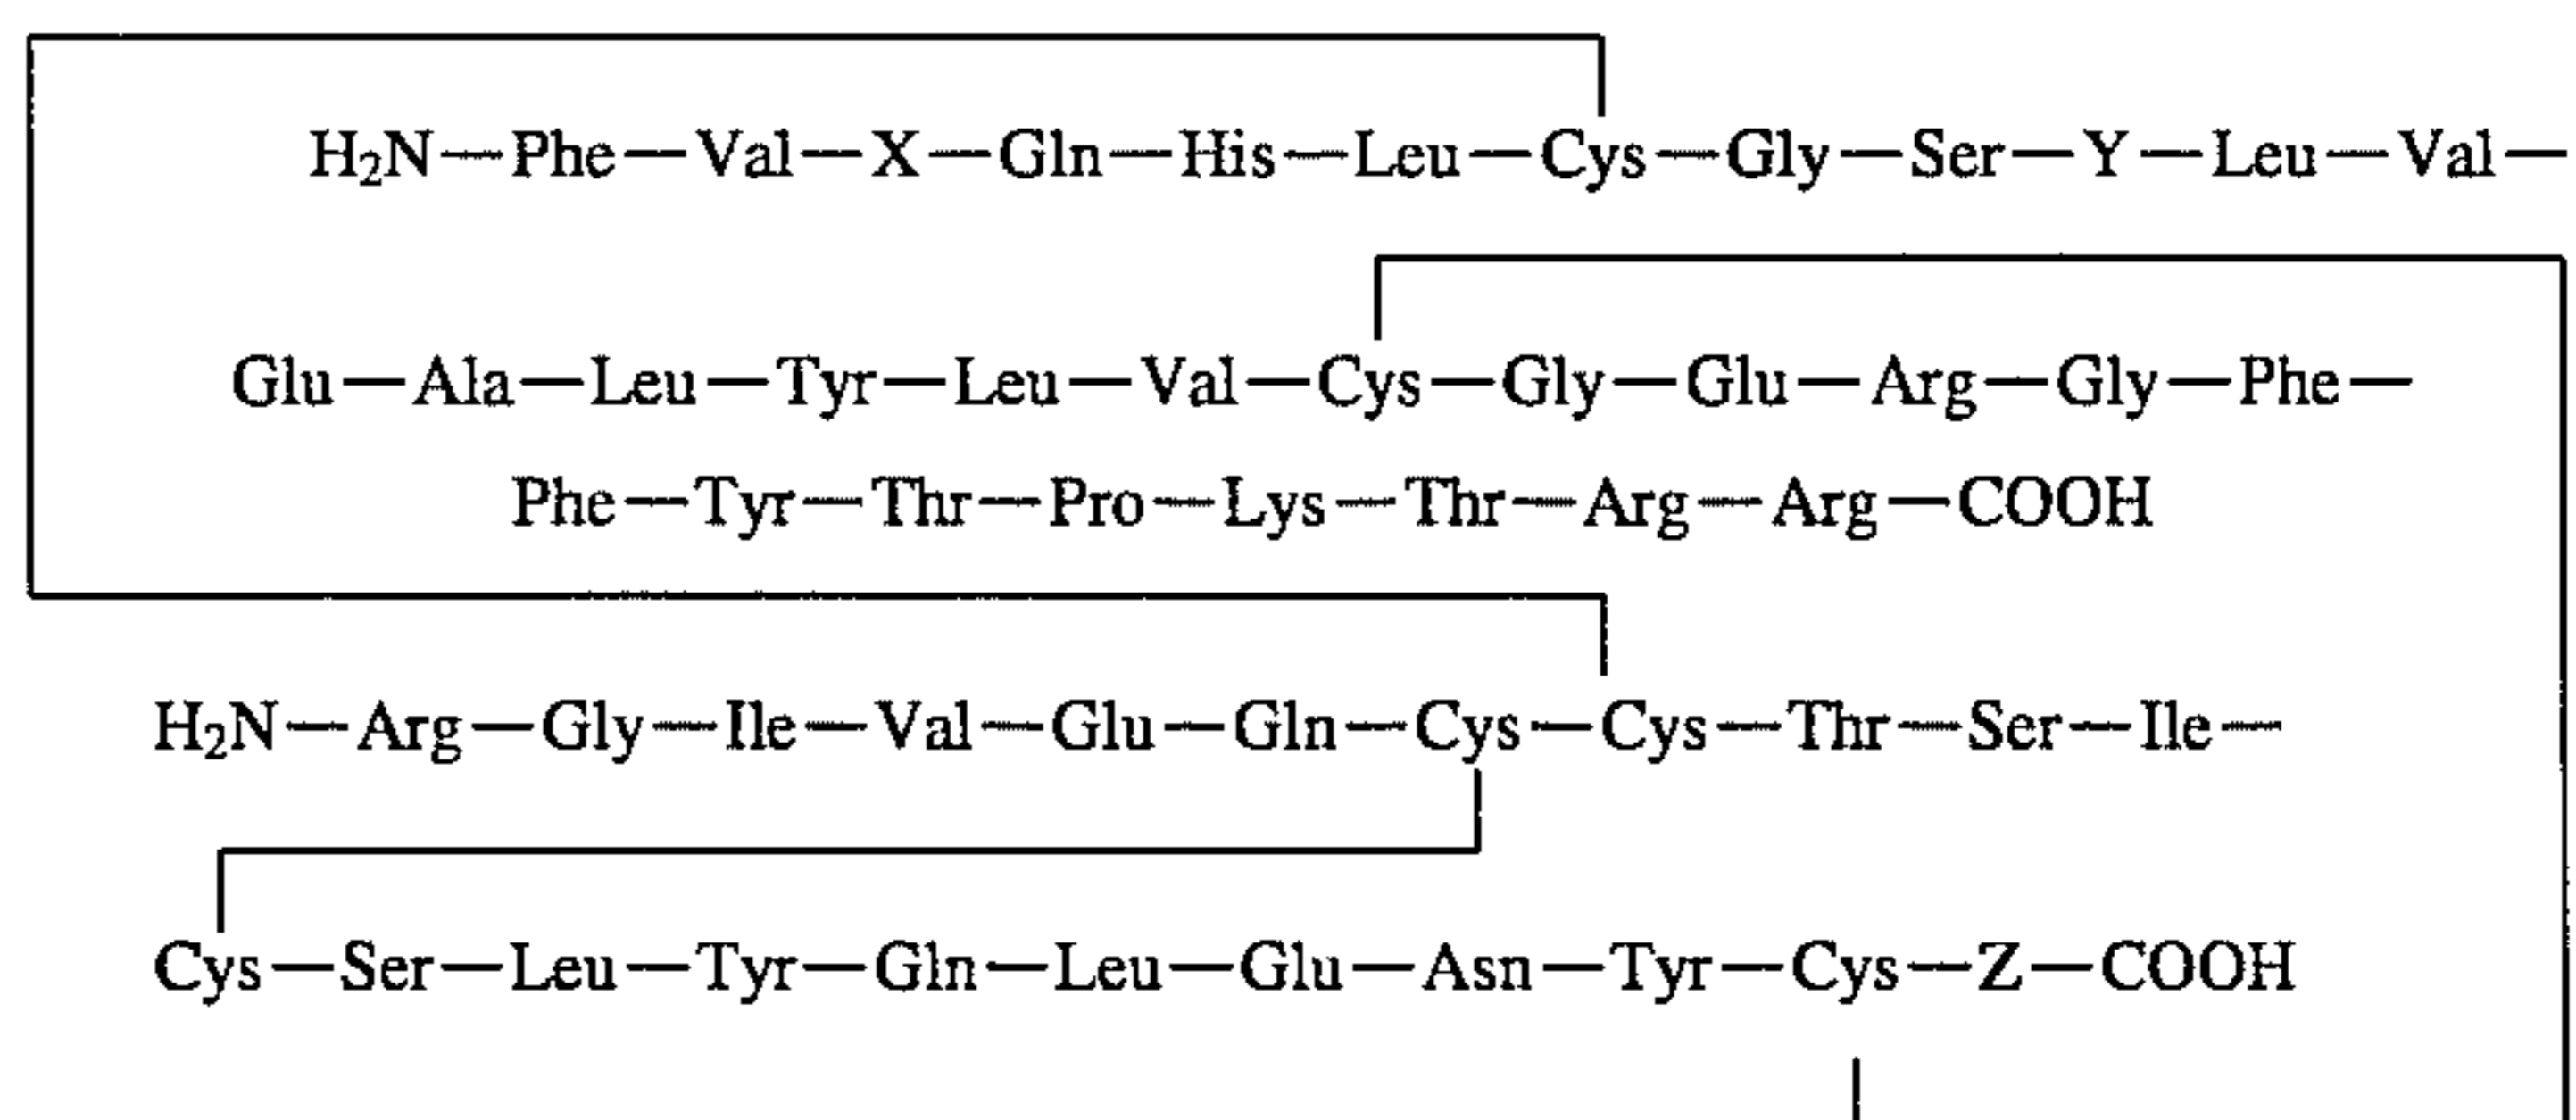 H₂N—Phe—Val—X—Gln—His—Leu—Cys—Gly—Ser—Y—Leu—Val—
Glu—Ala—Leu—Tyr—Leu—Val—Cys—Gly—Glu—Arg—Gly—Phe—
Phe—Tyr—Thr—Pro—Lys—Thr—Arg—Arg—COOH
H₂N—Arg—Gly—Ile—Val—Glu—Gln—Cys—Cys—Thr—Ser—Ile—
Cys—Ser—Leu—Tyr—Gln—Leu—Glu—Asn—Tyr—Cys—Z—COOH